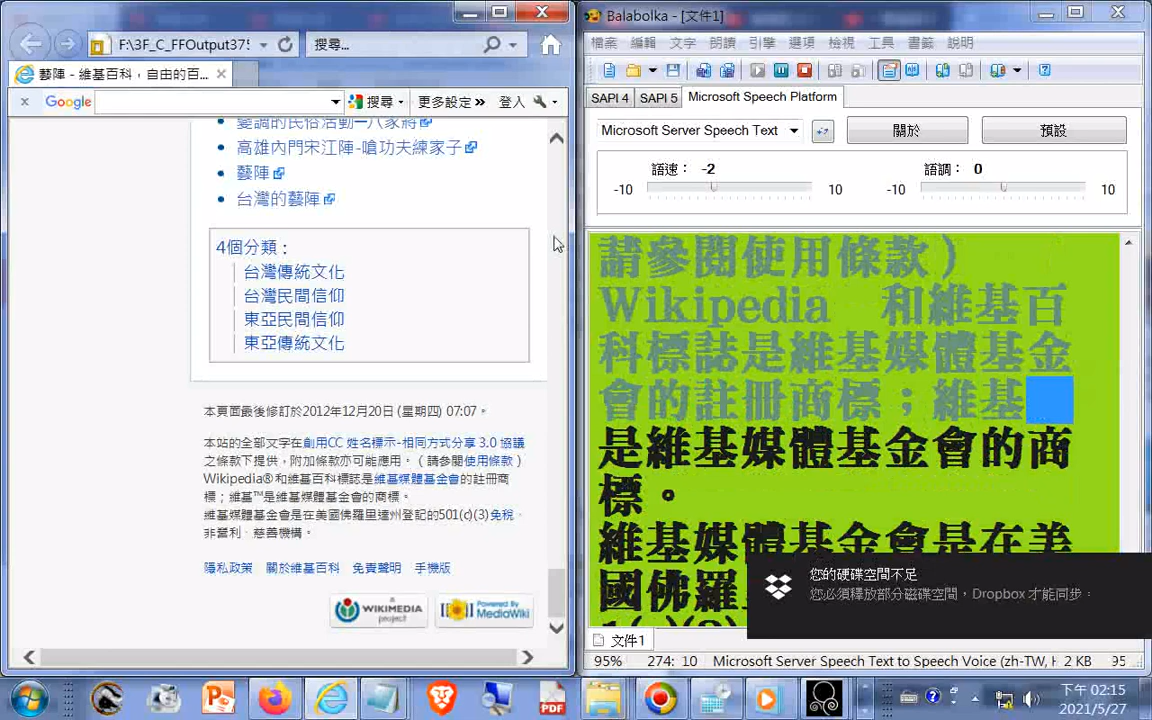 F:\3F_C_FFOutput375
搜尋...
藝陣 - 維基百科，自由的百...
Google
搜尋
更多設定 »
登入
變調的民俗活動─八家將
高雄內門宋江陣-嗆功夫練家子
藝陣
台灣的藝陣
4個分類：
台灣傳統文化
台灣民間信仰
東亞民間信仰
東亞傳統文化
本頁面最後修訂於2012年12月20日 (星期四) 07:07。
本站的全部文字在創用CC 姓名標示-相同方式分享 3.0 協議
之條款下提供，附加條款亦可能應用。（請參閱使用條款）
Wikipedia®和維基百科標誌是維基媒體基金會的註冊商
標；維基™是維基媒體基金會的商標。
維基媒體基金會是在美國佛羅里達州登記的501(c)(3)免稅、
非營利、慈善機構。
隱私政策 關於維基百科 免責聲明 手機版
WIKIMEDIA
project
Powered By
MediaWiki
Balabolka - [文件1]
檔案 編輯 文字 朗讀 引擎 選項 檢視 工具 書籤 說明
SAPI 4 SAPI 5 Microsoft Speech Platform
Microsoft Server Speech Text
關於
預設
語速： -2
-10 10
語調： 0
-10 10
請參閱使用條款）
Wikipedia 和維基百
科標誌是維基媒體基金
會的註冊商標；維基
是維基媒體基金會的商
標。
維基媒體基金會是在美
國佛羅
您的硬碟空間不足
您必須釋放部分磁碟空間，Dropbox 才能同步。
文件1
95% 274: 10 Microsoft Server Speech Text to Speech Voice (zh-TW, H 2 KB 95
PDF
下午 02:15
2021/5/27